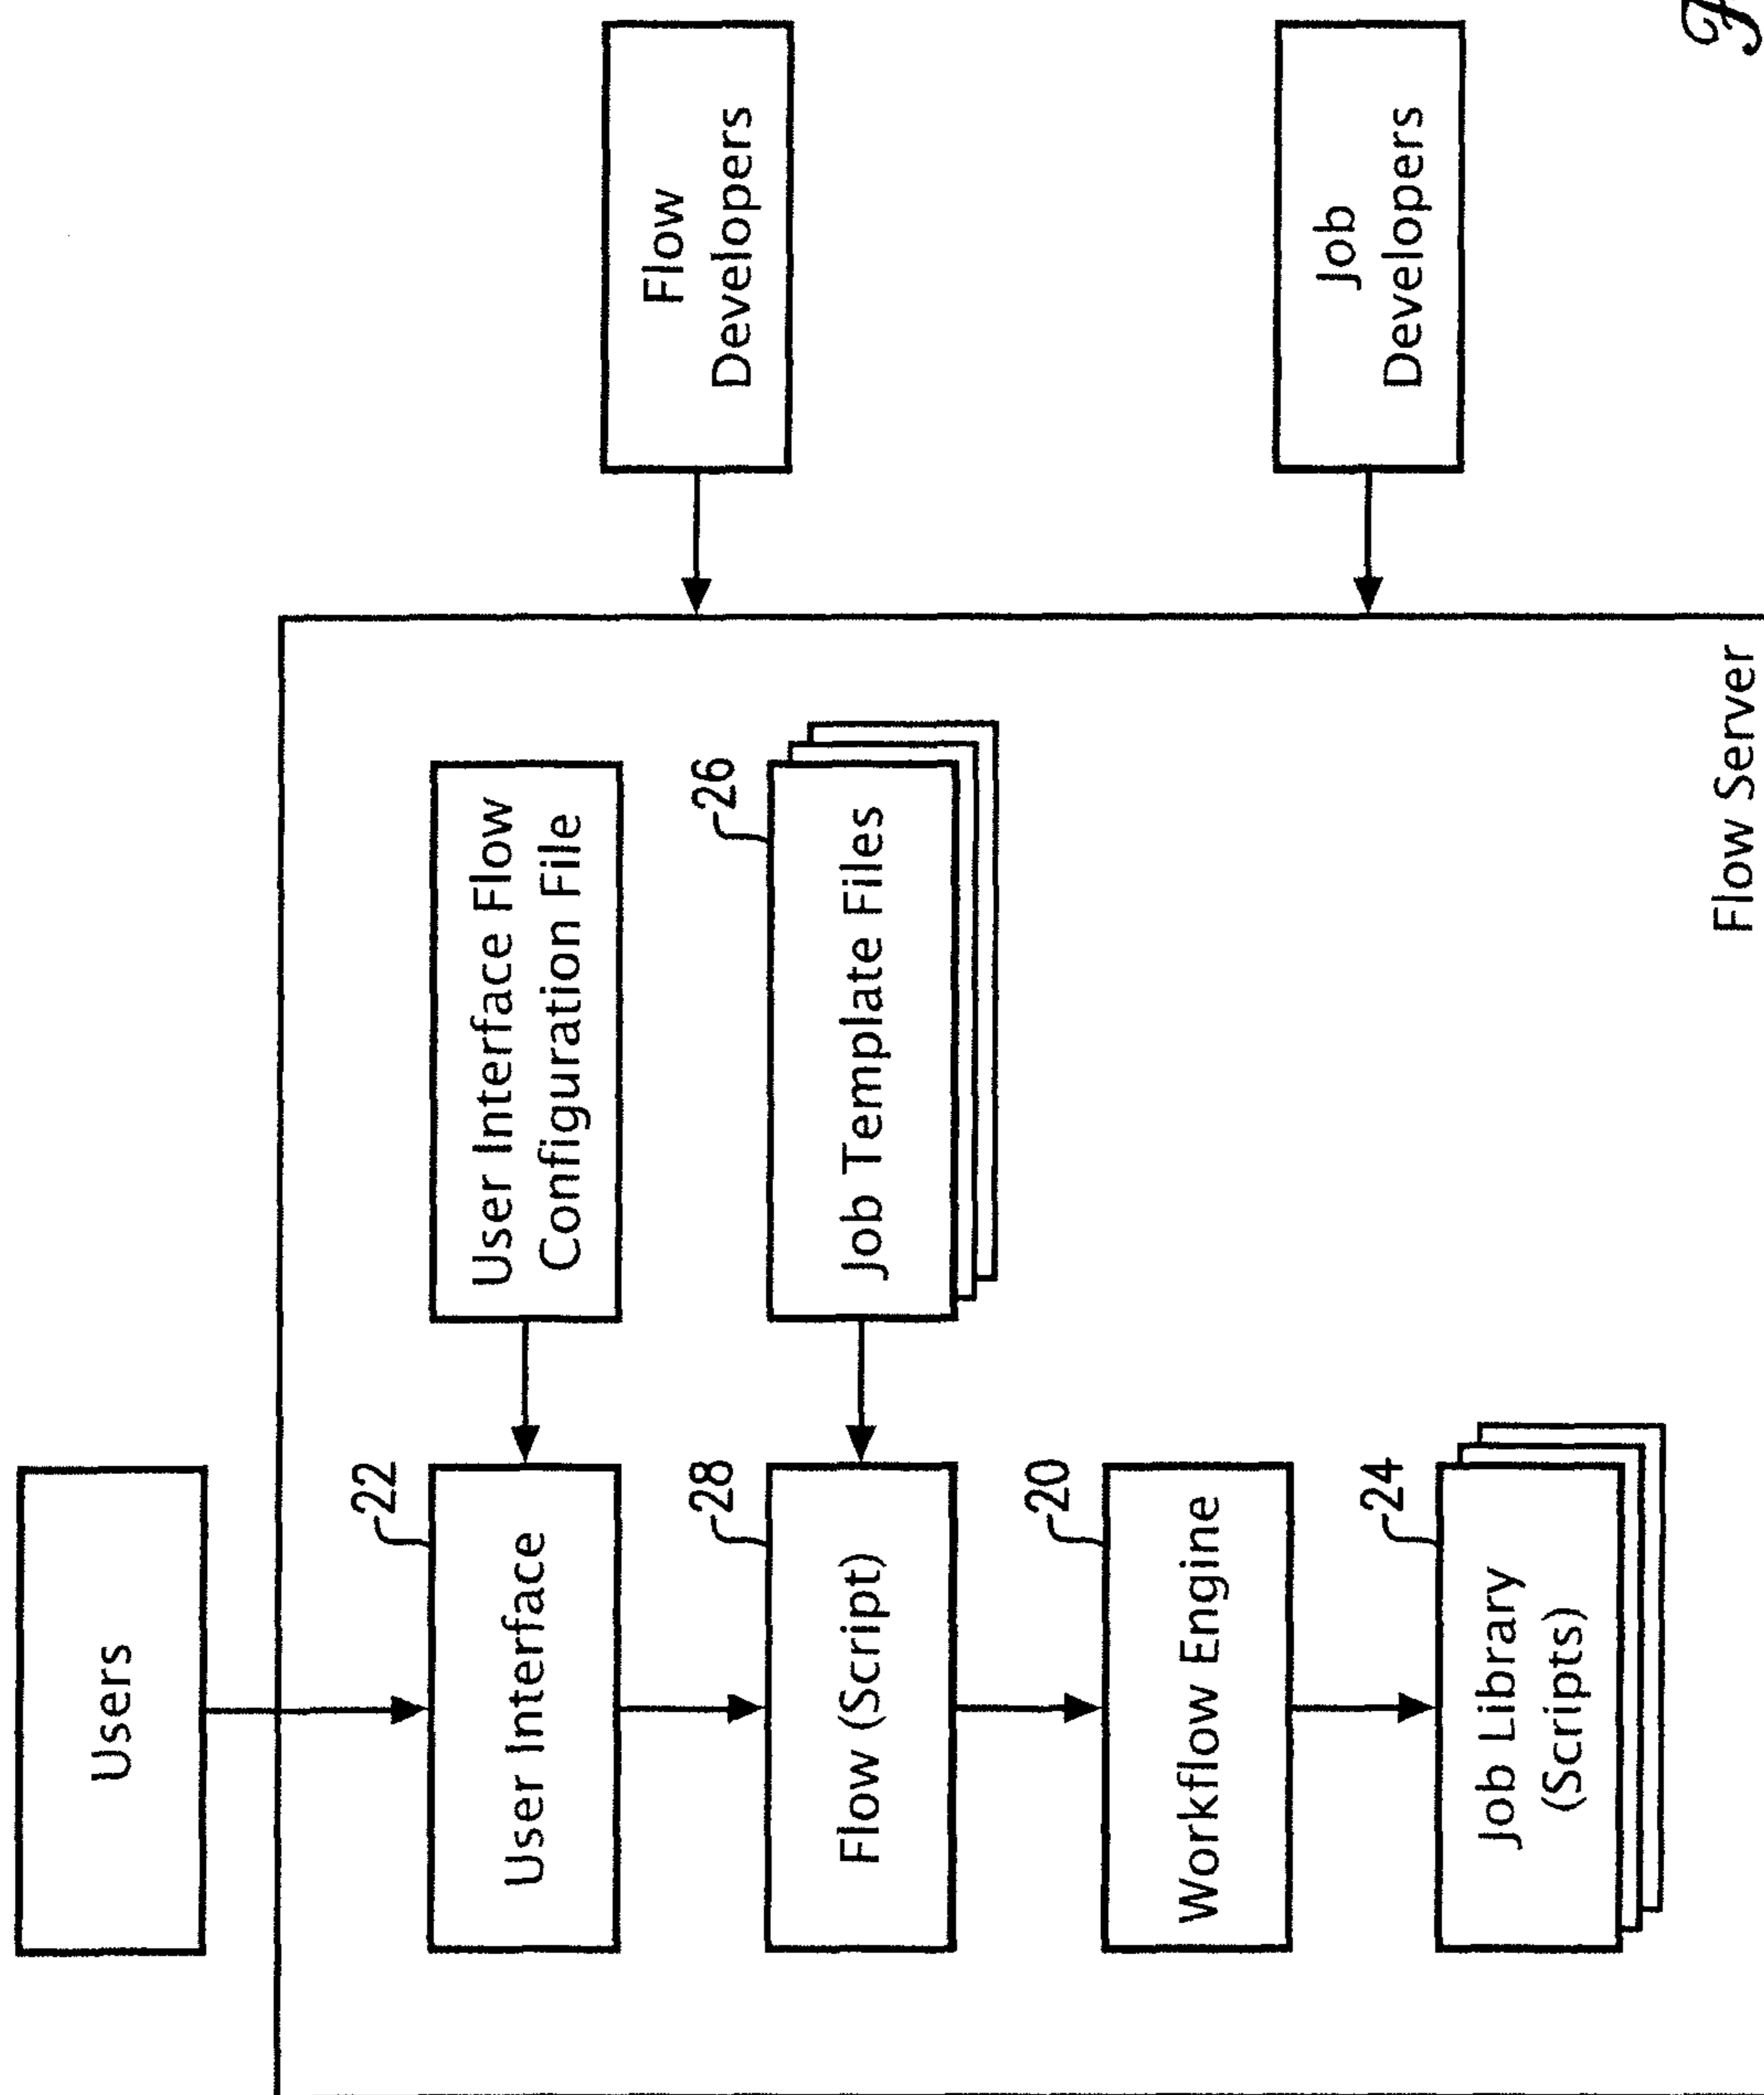 Users
22
User Interface
User Interface Flow
Configuration File
Flow
Developers
28
Flow (Script)
26
Job Template Files
20
Workflow Engine
24
Job Library
(Scripts)
Job
Developers
Flow Server